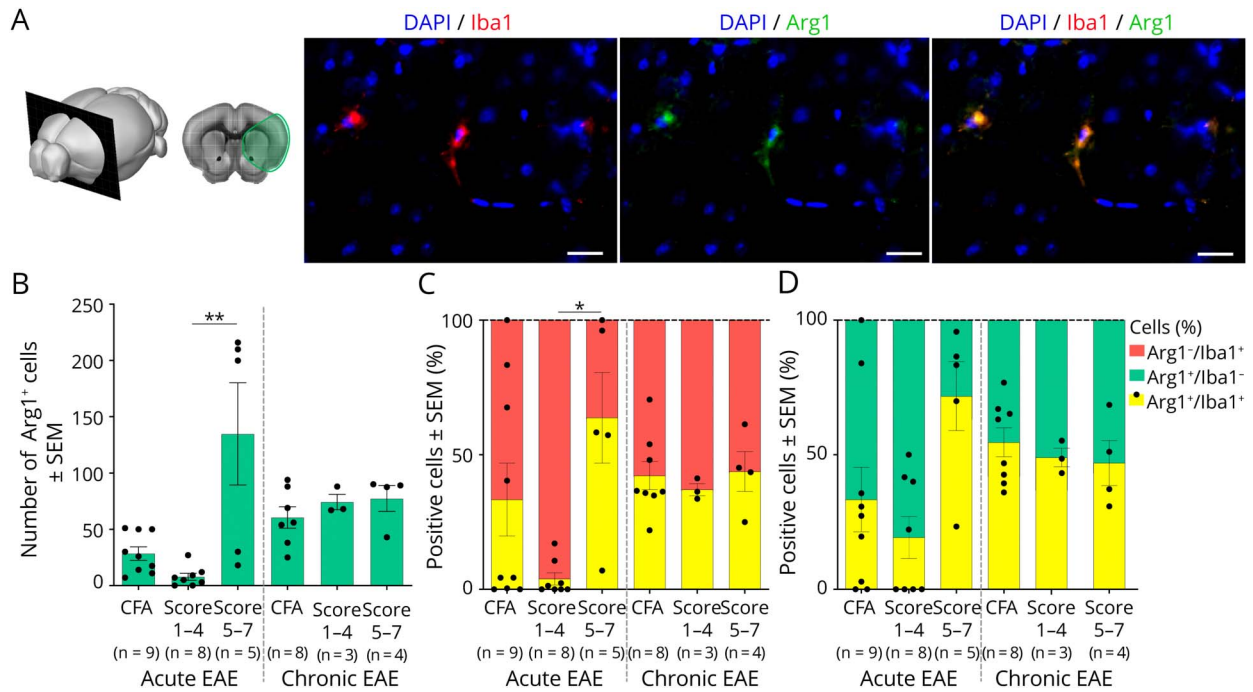 A
DAPI / Iba1
DAPI / Arg1
DAPI / Iba1 / Arg1
B
Number of Arg1⁺ cells
± SEM
250
200
150
100
50
0
**
CFA
Score
1–4
Score
5–7
CFA
Score
1–4
Score
5–7
(n = 9)
(n = 8)
(n = 5)
(n = 8)
(n = 3)
(n = 4)
Acute EAE
Chronic EAE
C
Positive cells ± SEM (%)
100
50
0
*
CFA
Score
1–4
Score
5–7
CFA
Score
1–4
Score
5–7
(n = 9)
(n = 8)
(n = 5)
(n = 8)
(n = 3)
(n = 4)
Acute EAE
Chronic EAE
D
Positive cells ± SEM (%)
100
50
0
CFA
Score
1–4
Score
5–7
CFA
Score
1–4
Score
5–7
(n = 9)
(n = 8)
(n = 5)
(n = 8)
(n = 3)
(n = 4)
Acute EAE
Chronic EAE
Cells (%)
Arg1⁻/Iba1⁺
Arg1⁺/Iba1⁻
Arg1⁺/Iba1⁺